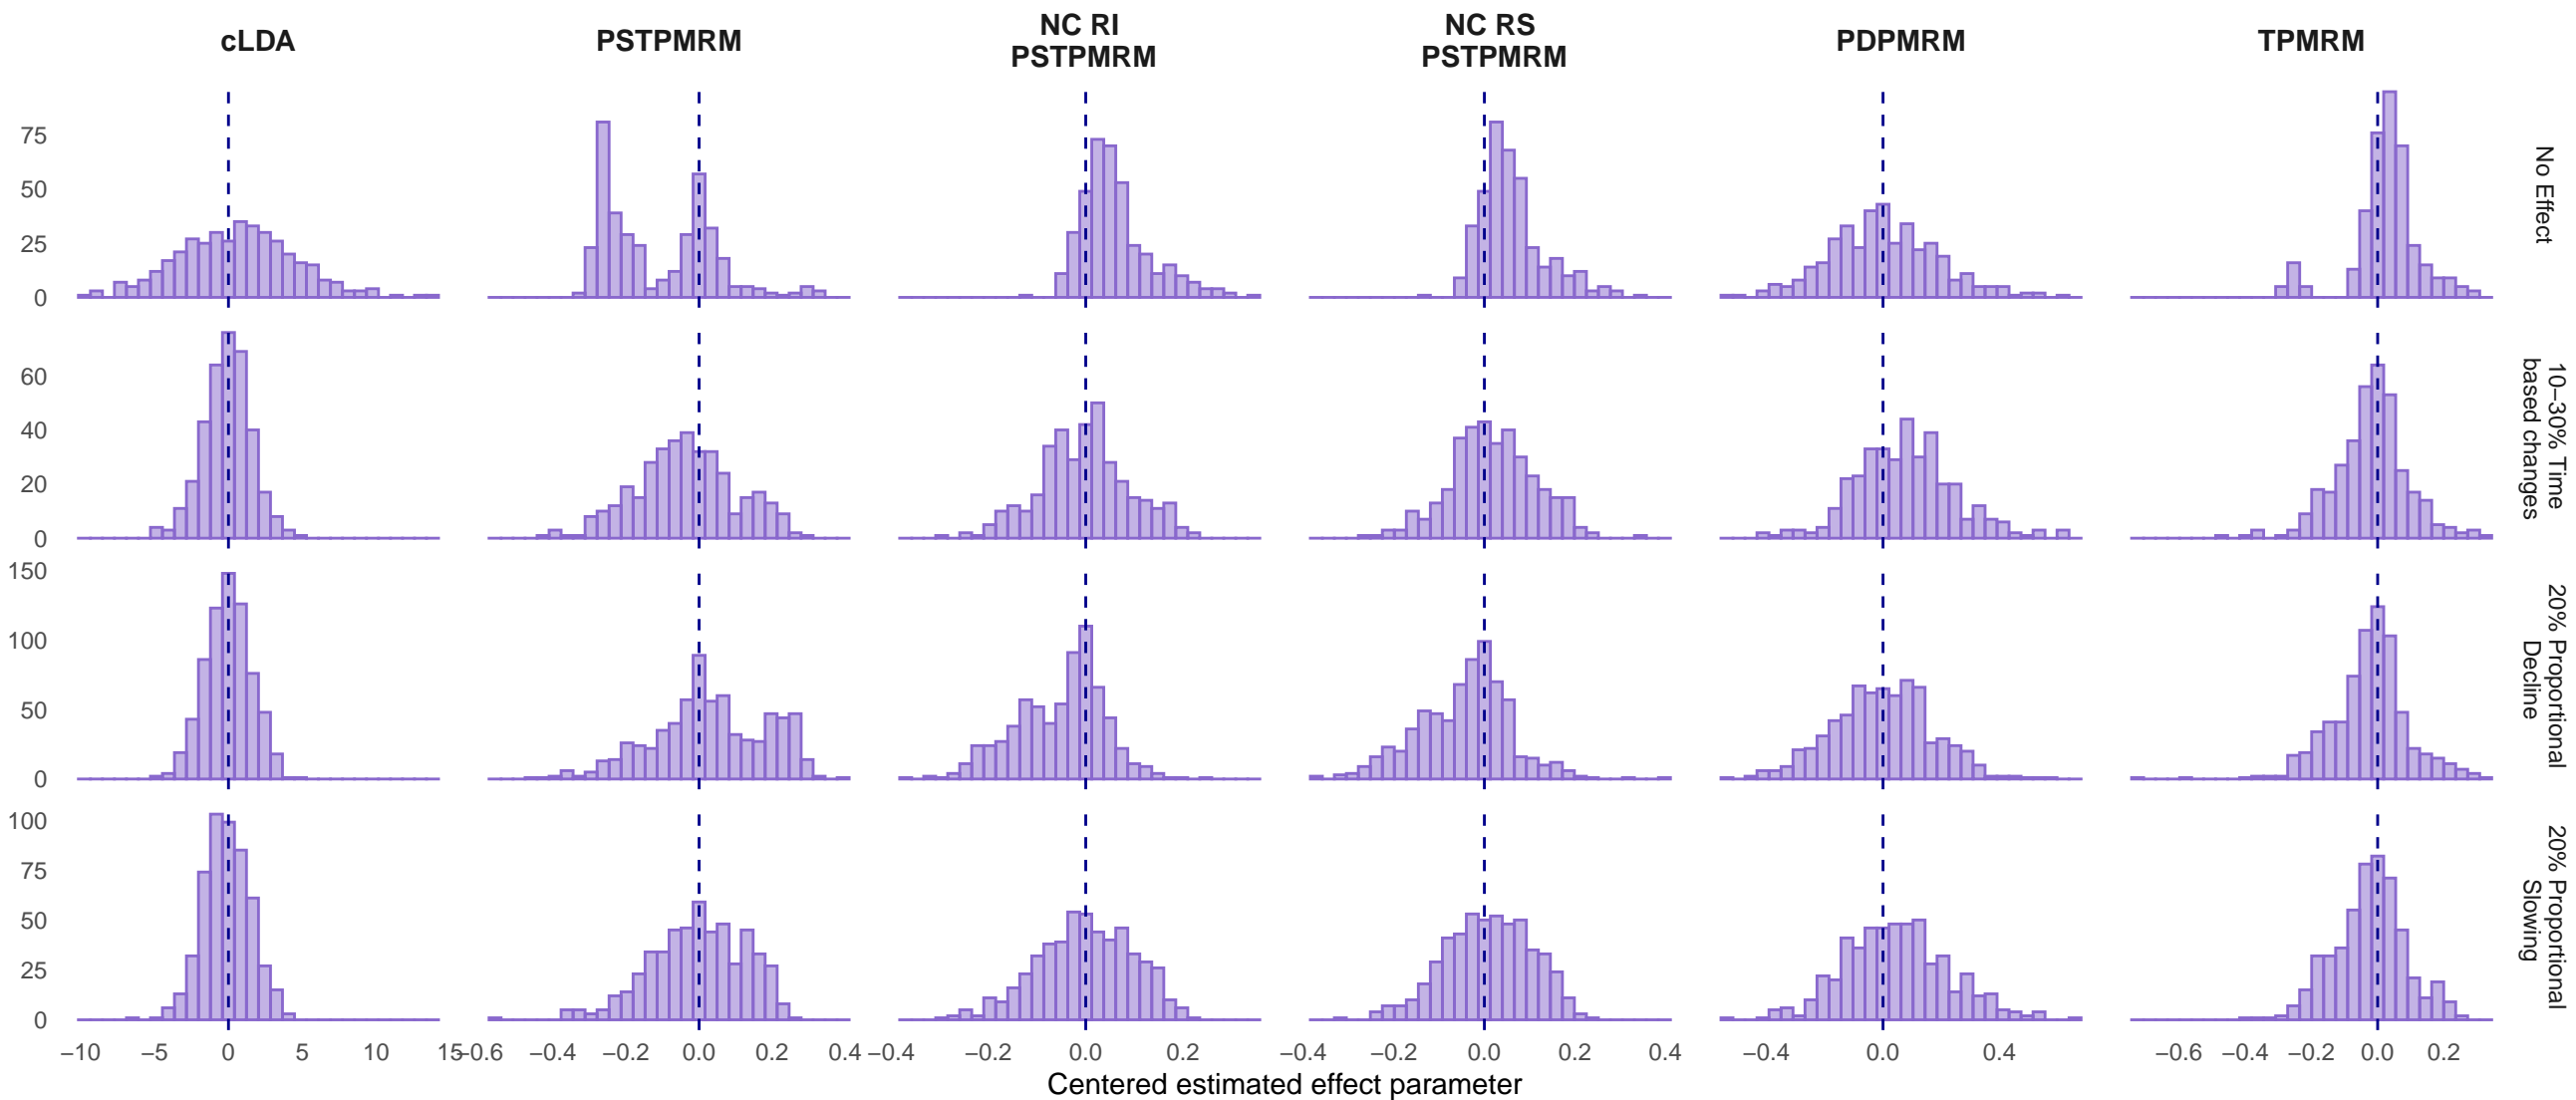 cLDA
PSTPMRM
NC RI
PSTPMRM
NC RS
PSTPMRM
PDPMRM
TPMRM
75
50
25
0
No Effect
60
40
20
0
10−30% Time
based changes
150
100
50
0
20% Proportional
Decline
100
75
50
25
0
20% Proportional
Slowing
−10 −5 0 5 10 15
−0.6 −0.4 −0.2 0.0 0.2 0.4
−0.4 −0.2 0.0 0.2
−0.4 −0.2 0.0 0.2 0.4
−0.4 0.0 0.4
−0.6 −0.4 −0.2 0.0 0.2
Centered estimated effect parameter